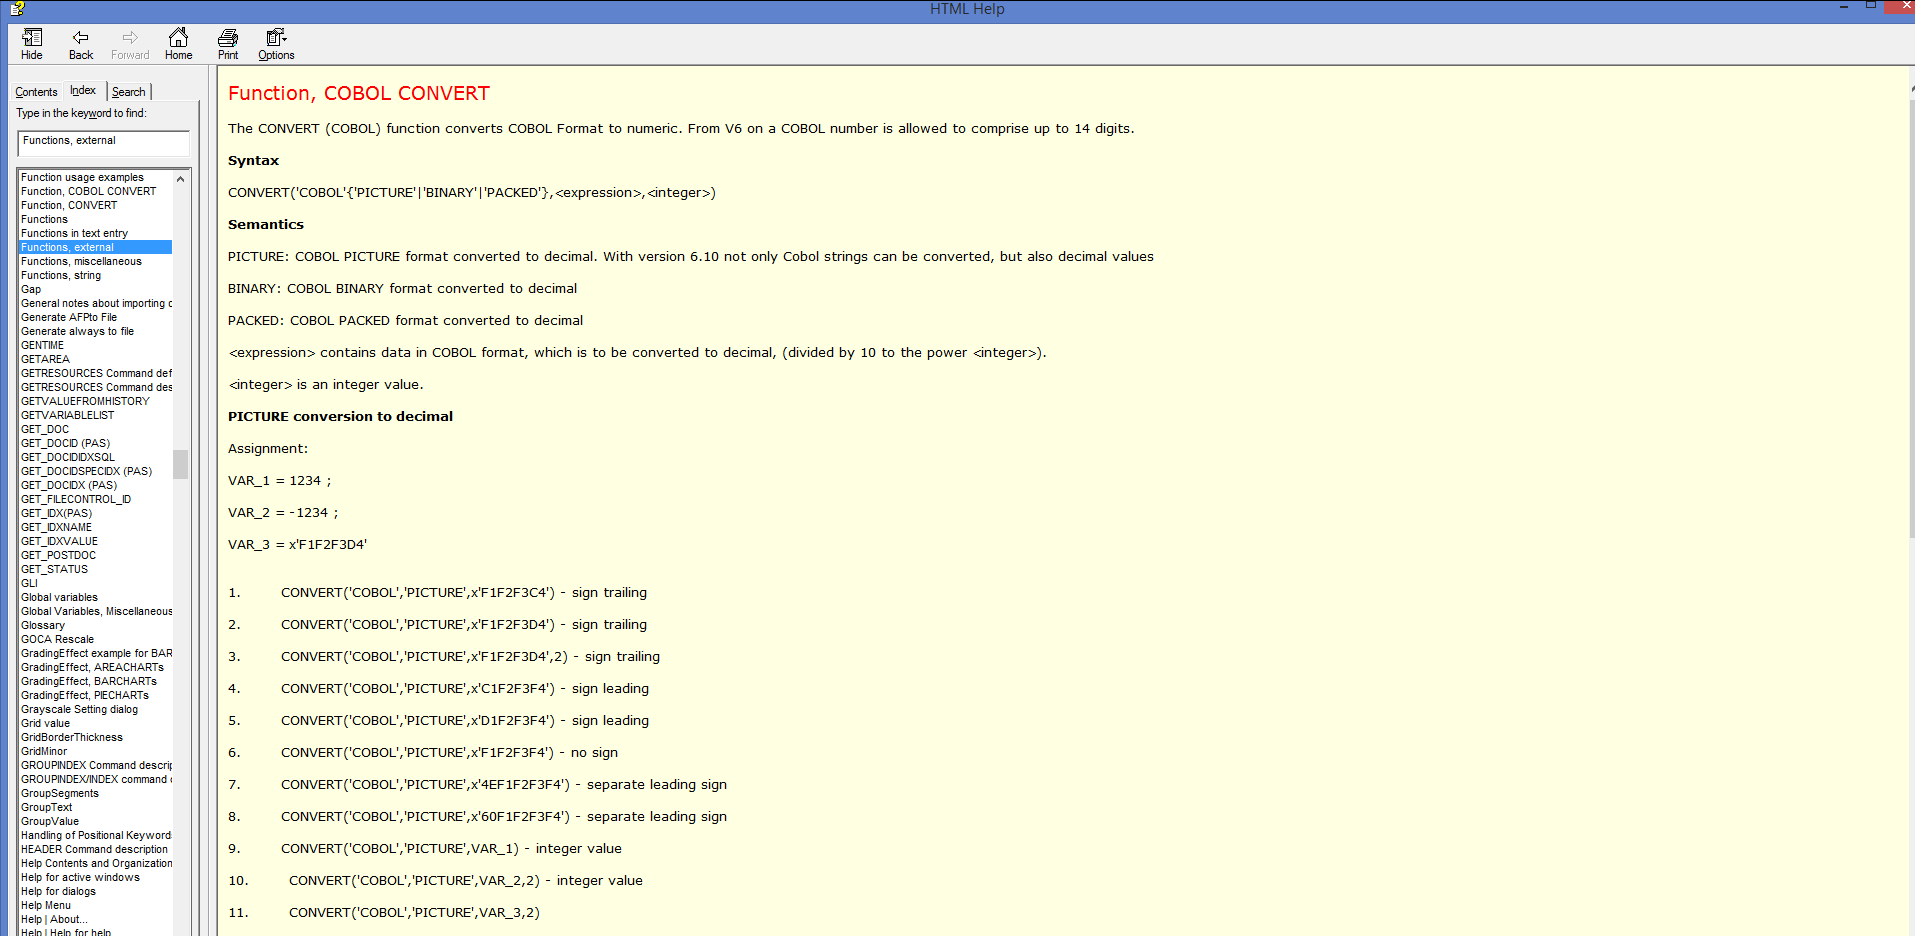 HTML Help
Hide Back Forward Home Print Options
Contents Index Search
Type in the keyword to find:
Functions, external
Function usage examples
Function, COBOL CONVERT
Function, CONVERT
Functions
Functions in text entry
Functions, external
Functions, miscellaneous
Functions, string
Gap
General notes about importing c
Generate AFPto File
Generate always to file
GENTIME
GETAREA
GETRESOURCES Command def
GETRESOURCES Command des
GETVALUEFROMHISTORY
GETVARIABLELIST
GET_DOC
GET_DOCID (PAS)
GET_DOCIDIDXSQL
GET_DOCIDSPECIDX (PAS)
GET_DOCIDX (PAS)
GET_FILECONTROL_ID
GET_IDX(PAS)
GET_IDXNAME
GET_IDXVALUE
GET_POSTDOC
GET_STATUS
GLI
Global variables
Global Variables, Miscellaneous
Glossary
GOCA Rescale
GradingEffect example for BAR
GradingEffect, AREACHARTs
GradingEffect, BARCHARTs
GradingEffect, PIECHARTs
Grayscale Setting dialog
Grid value
GridBorderThickness
GridMinor
GROUPINDEX Command descrip
GROUPINDEX/INDEX command c
GroupSegments
GroupText
GroupValue
Handling of Positional Keyword
HEADER Command description
Help Contents and Organization
Help for active windows
Help for dialogs
Help Menu
Help | About...
Help | Help for help
Function, COBOL CONVERT
The CONVERT (COBOL) function converts COBOL Format to numeric. From V6 on a COBOL number is allowed to comprise up to 14 digits.
Syntax
CONVERT('COBOL'{'PICTURE'|'BINARY'|'PACKED'},<expression>,<integer>)
Semantics
PICTURE: COBOL PICTURE format converted to decimal. With version 6.10 not only Cobol strings can be converted, but also decimal values
BINARY: COBOL BINARY format converted to decimal
PACKED: COBOL PACKED format converted to decimal
<expression> contains data in COBOL format, which is to be converted to decimal, (divided by 10 to the power <integer>).
<integer> is an integer value.
PICTURE conversion to decimal
Assignment:
VAR_1 = 1234 ;
VAR_2 = -1234 ;
VAR_3 = x'F1F2F3D4'
1. CONVERT('COBOL','PICTURE',x'F1F2F3C4') - sign trailing
2. CONVERT('COBOL','PICTURE',x'F1F2F3D4') - sign trailing
3. CONVERT('COBOL','PICTURE',x'F1F2F3D4',2) - sign trailing
4. CONVERT('COBOL','PICTURE',x'C1F2F3F4') - sign leading
5. CONVERT('COBOL','PICTURE',x'D1F2F3F4') - sign leading
6. CONVERT('COBOL','PICTURE',x'F1F2F3F4') - no sign
7. CONVERT('COBOL','PICTURE',x'4EF1F2F3F4') - separate leading sign
8. CONVERT('COBOL','PICTURE',x'60F1F2F3F4') - separate leading sign
9. CONVERT('COBOL','PICTURE',VAR_1) - integer value
10. CONVERT('COBOL','PICTURE',VAR_2,2) - integer value
11. CONVERT('COBOL','PICTURE',VAR_3,2)